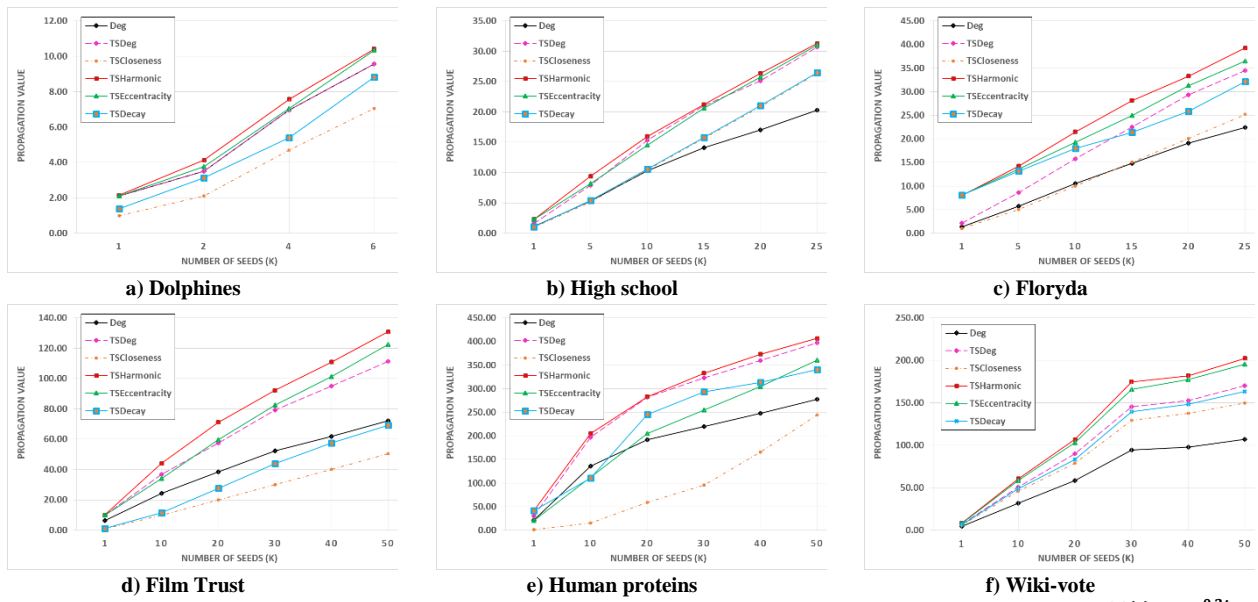 12.00
10.00
8.00
6.00
4.00
2.00
0.00
PROPAGATION VALUE
Deg
TSDeg
TSCloseness
TSHarmonic
TSEccentracity
TSDecay
1 2 4 6
NUMBER OF SEEDS (K)
a) Dolphines
35.00
30.00
25.00
20.00
15.00
10.00
5.00
0.00
PROPAGATION VALUE
Deg
TSDeg
TSCloseness
TSHarmonic
TSEccentracity
TSDecay
1 5 10 15 20 25
NUMBER OF SEEDS (K)
b) High school
45.00
40.00
35.00
30.00
25.00
20.00
15.00
10.00
5.00
0.00
PROPAGATION VALUE
Deg
TSDeg
TSCloseness
TSHarmonic
TSEccentracity
TSDecay
1 5 10 15 20 25
NUMBER OF SEEDS (K)
c) Floryda
140.00
120.00
100.00
80.00
60.00
40.00
20.00
0.00
PROPAGATION VALUE
Deg
TSDeg
TSCloseness
TSHarmonic
TSEccentracity
TSDecay
1 10 20 30 40 50
NUMBER OF SEEDS (K)
d) Film Trust
450.00
400.00
350.00
300.00
250.00
200.00
150.00
100.00
50.00
0.00
PROPAGATION VALUE
Deg
TSDeg
TSCloseness
TSHarmonic
TSEccentracity
TSDecay
1 10 20 30 40 50
NUMBER OF SEEDS (K)
e) Human proteins
250.00
200.00
150.00
100.00
50.00
0.00
PROPAGATION VALUE
Deg
TSDeg
TSCloseness
TSHarmonic
TSEccentracity
TSDecay
1 10 20 30 40 50
NUMBER OF SEEDS (K)
f) Wiki-vote